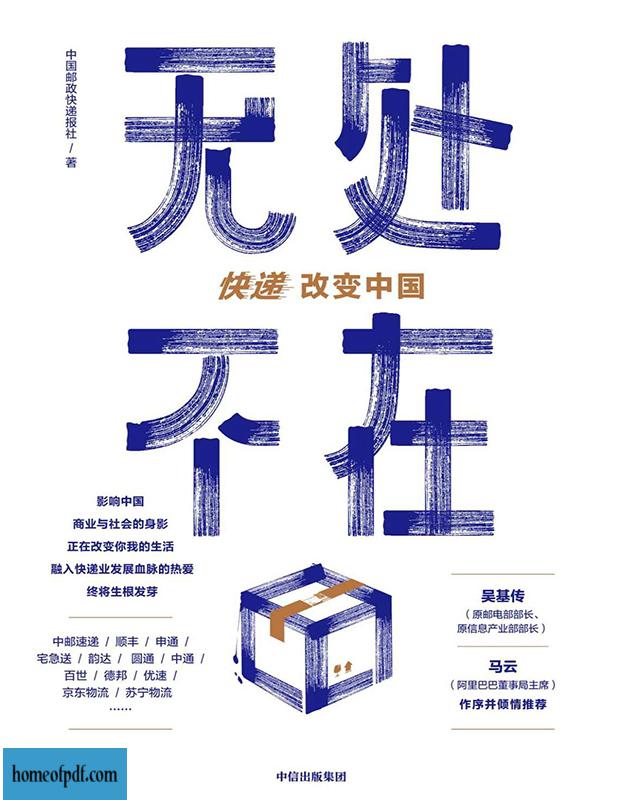 中国邮政快递报社/著
无处
快递 改变中国
不在
影响中国
商业与社会的身影
正在改变你我的生活
融入快递业发展血脉的热爱
终将生根发芽
中邮速递 / 顺丰 / 申通 /
宅急送 / 韵达 / 圆通 / 中通 /
百世 / 德邦 / 优速 /
京东物流 / 苏宁物流
……
吴基传
（原邮电部部长、
原信息产业部部长）
马云
（阿里巴巴董事局主席）
作序并倾情推荐
中信出版集团
homeofpdf.com